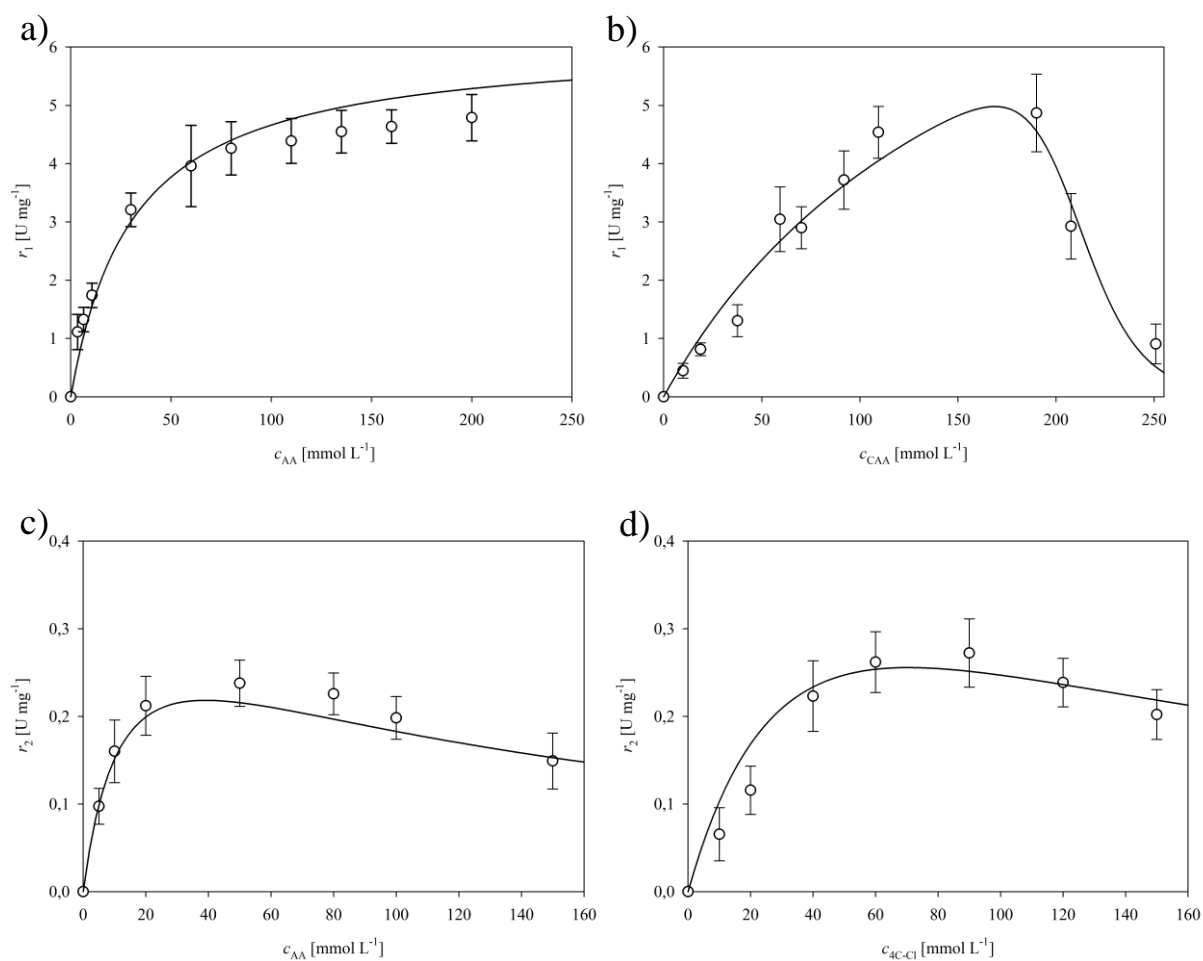 a)
6
5
4
3
2
1
0
r1 [U mg-1]
0 50 100 150 200 250
cAA [mmol L-1]
b)
6
5
4
3
2
1
0
r1 [U mg-1]
0 50 100 150 200 250
cCAA [mmol L-1]
c)
0,4
0,3
0,2
0,1
0,0
r2 [U mg-1]
0 20 40 60 80 100 120 140 160
cAA [mmol L-1]
d)
0,4
0,3
0,2
0,1
0,0
r2 [U mg-1]
0 20 40 60 80 100 120 140 160
c4C-Cl [mmol L-1]